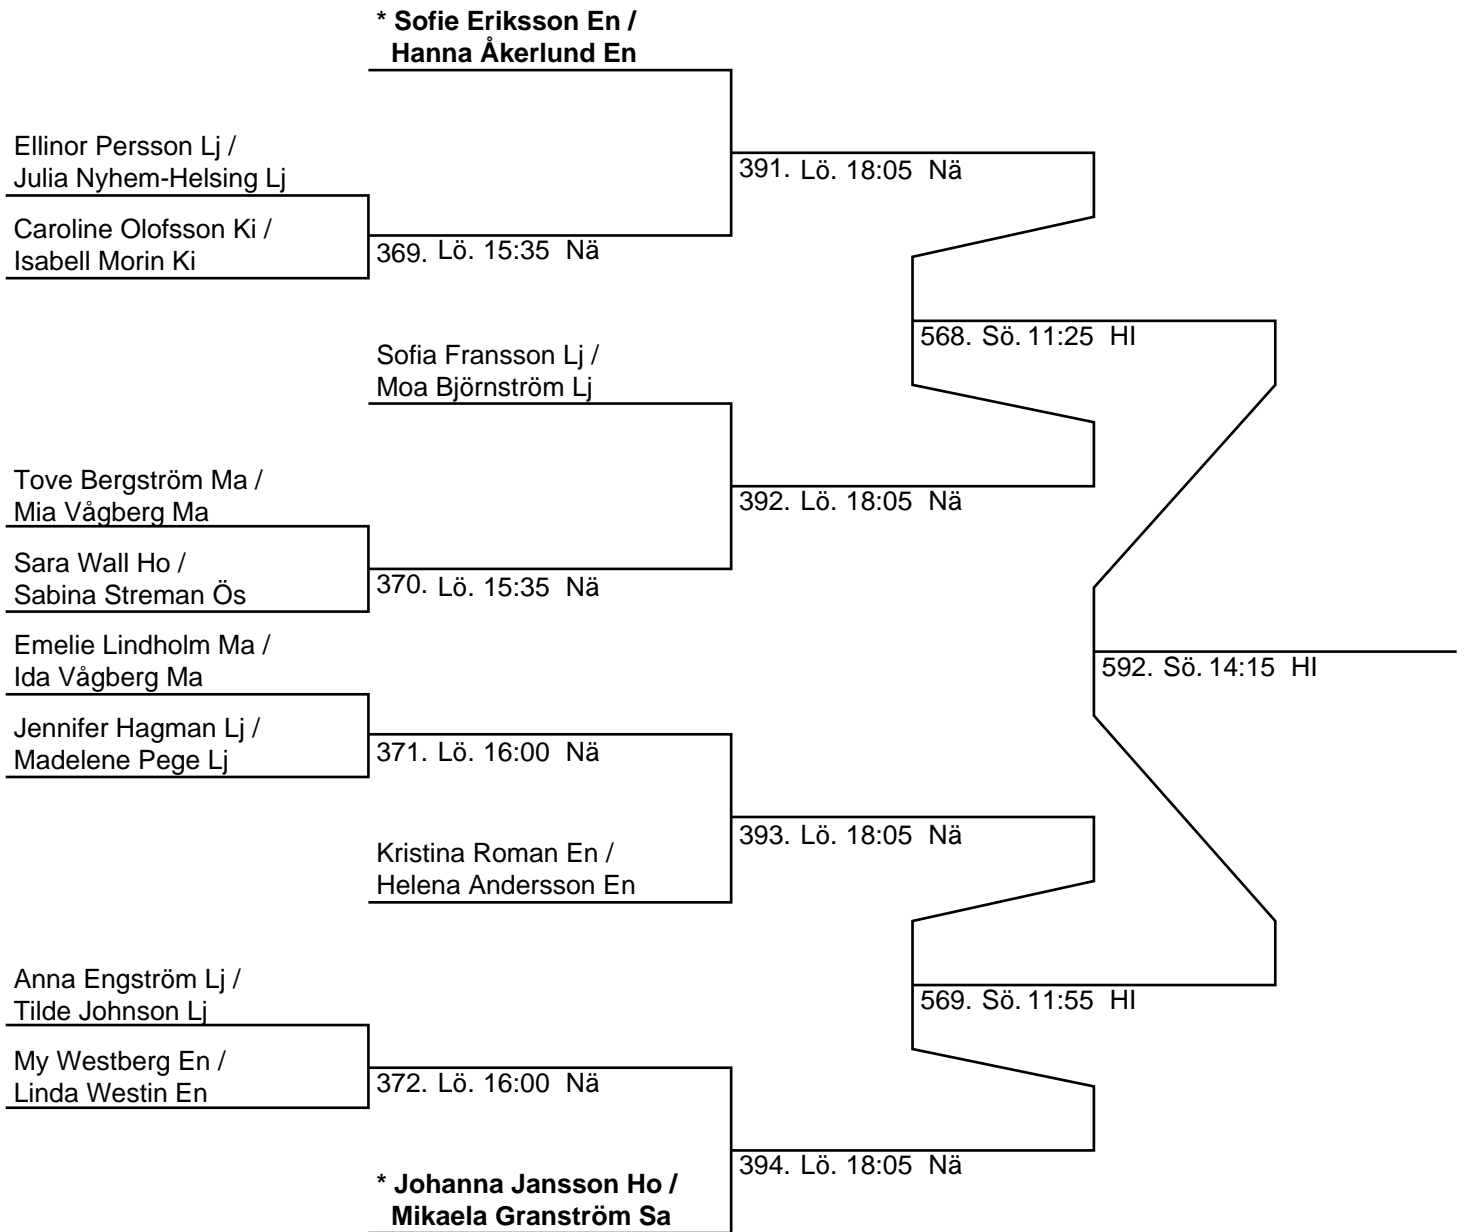 * Sofie Eriksson En /
Hanna Åkerlund En
Ellinor Persson Lj /
Julia Nyhem-Helsing Lj
391. Lö. 18:05 Nä
Caroline Olofsson Ki /
Isabell Morin Ki
369. Lö. 15:35 Nä
568. Sö. 11:25 HI
Sofia Fransson Lj /
Moa Björnström Lj
Tove Bergström Ma /
Mia Vågberg Ma
392. Lö. 18:05 Nä
Sara Wall Ho /
Sabina Streman Ös
370. Lö. 15:35 Nä
Emelie Lindholm Ma /
Ida Vågberg Ma
592. Sö. 14:15 HI
Jennifer Hagman Lj /
Madelene Pege Lj
371. Lö. 16:00 Nä
393. Lö. 18:05 Nä
Kristina Roman En /
Helena Andersson En
Anna Engström Lj /
Tilde Johnson Lj
569. Sö. 11:55 HI
My Westberg En /
Linda Westin En
372. Lö. 16:00 Nä
394. Lö. 18:05 Nä
* Johanna Jansson Ho /
Mikaela Granström Sa